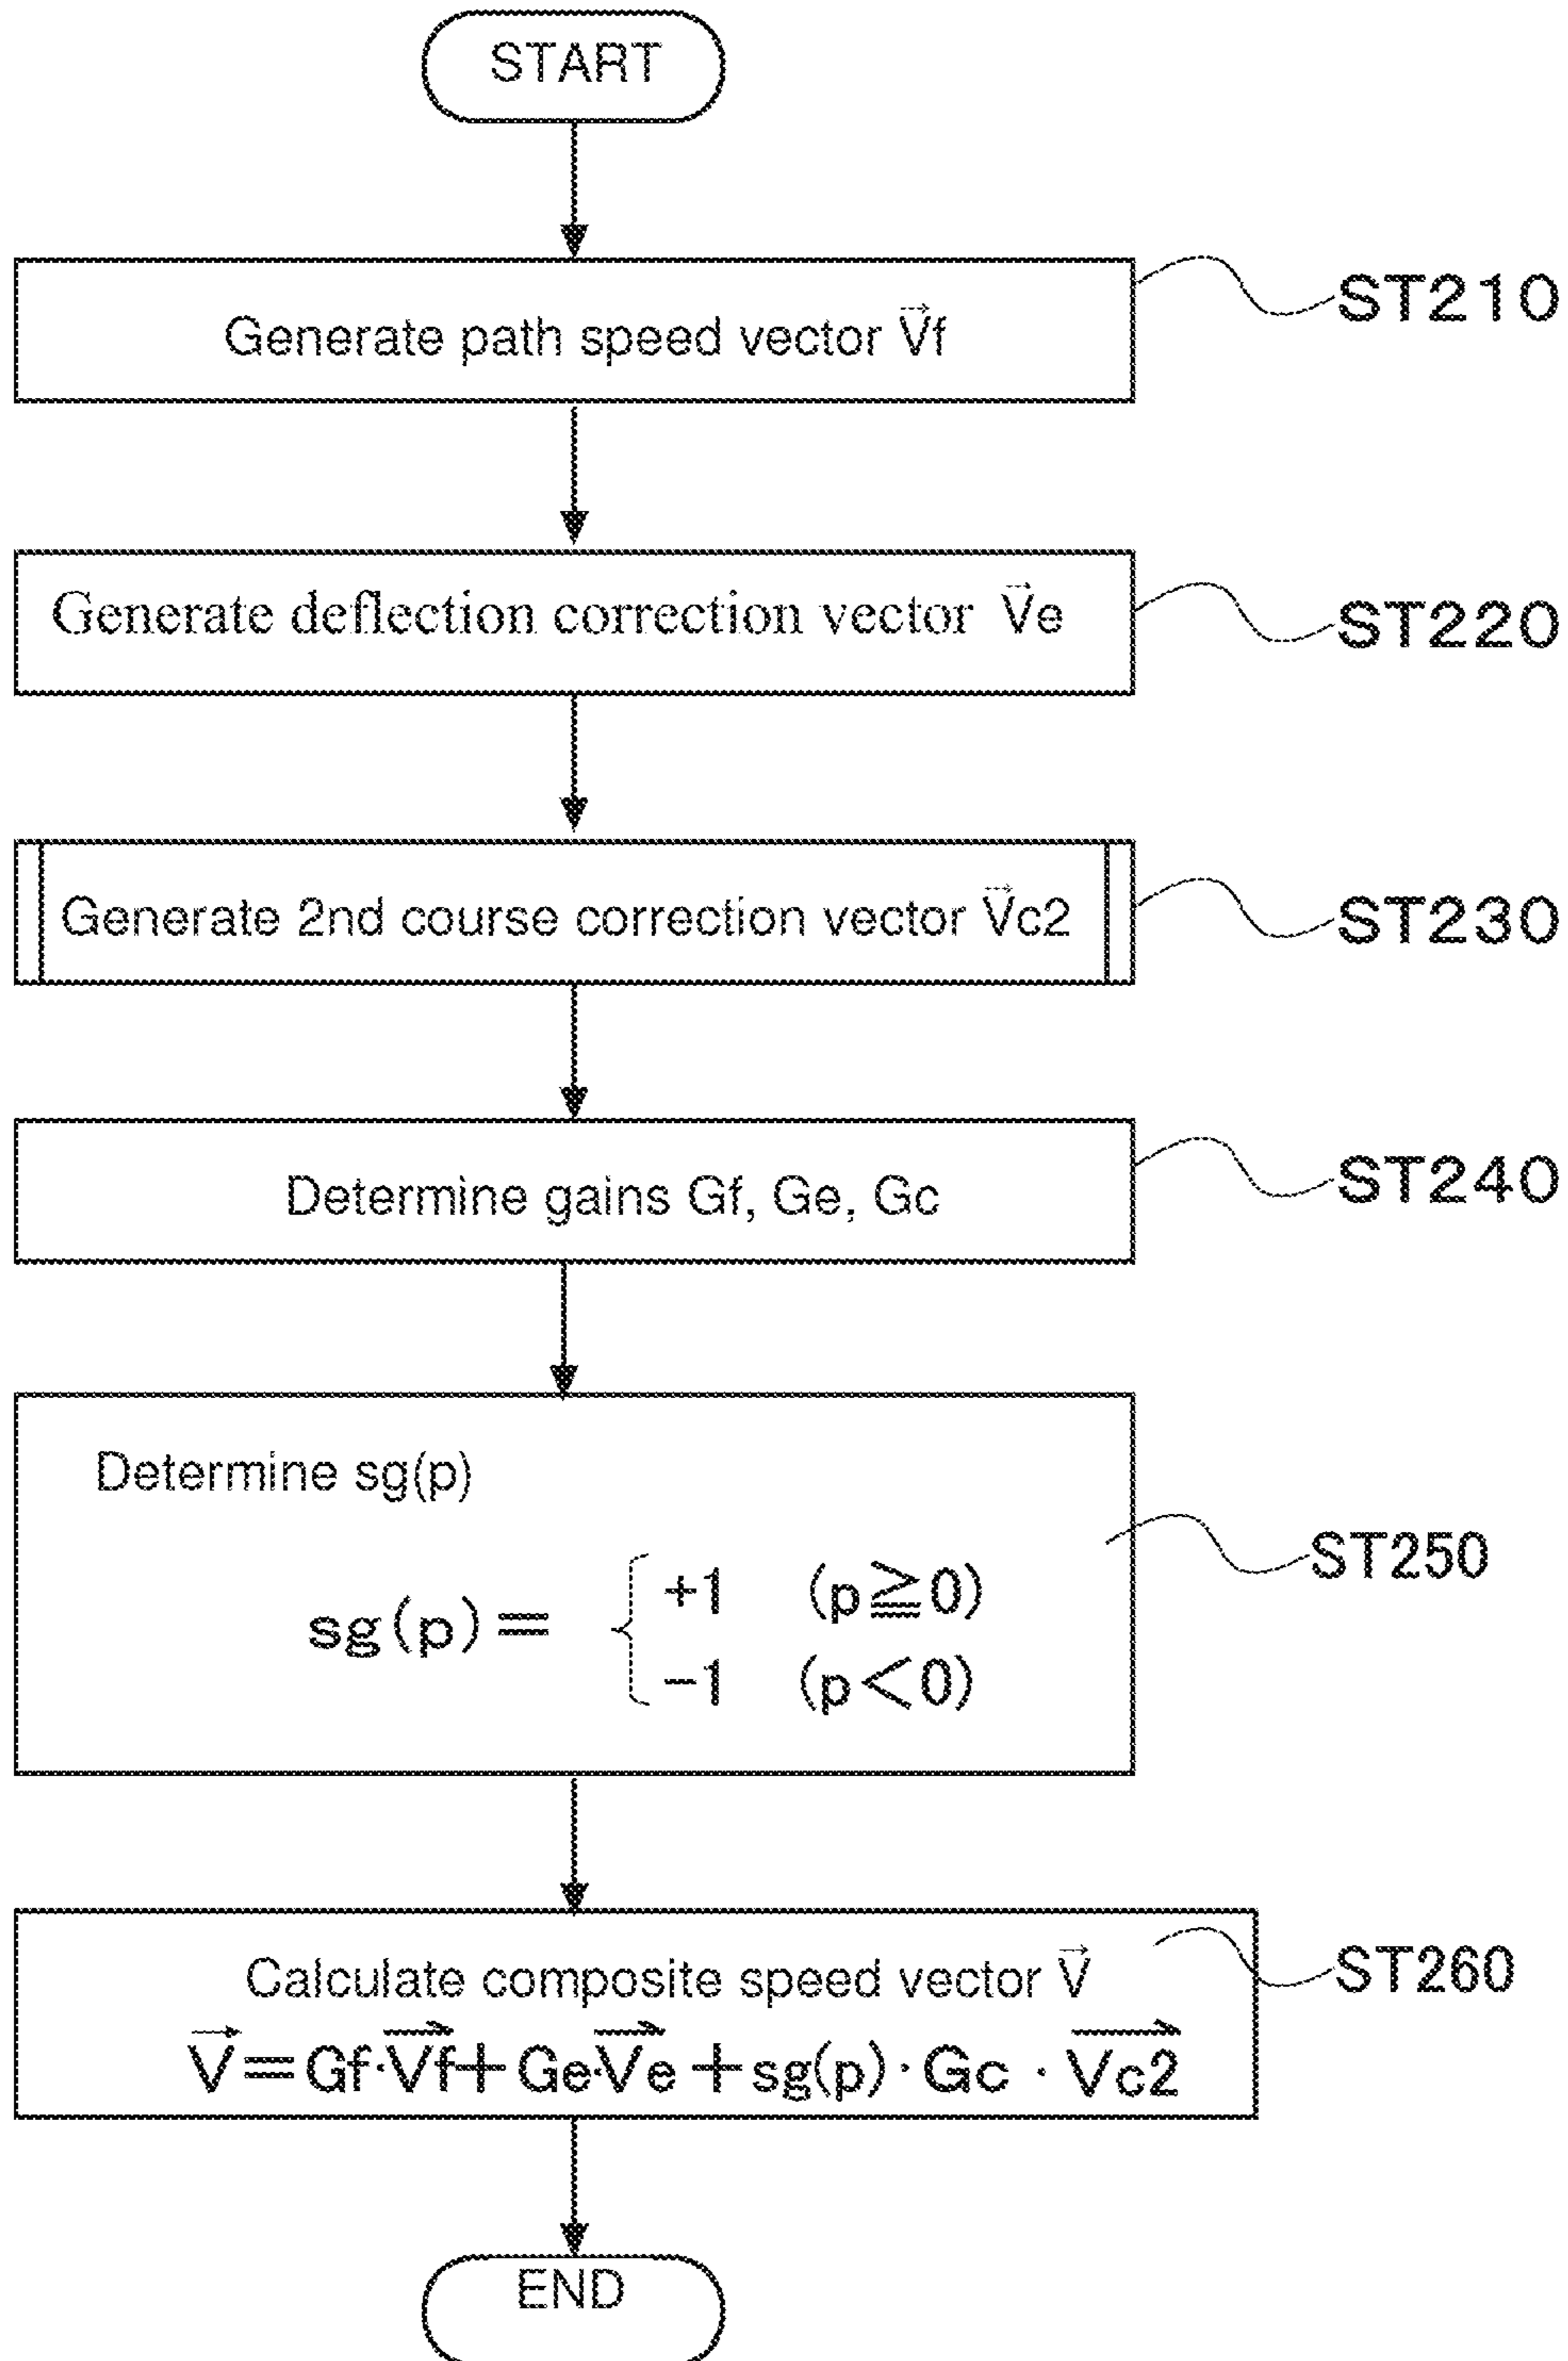 START
Generate path speed vector V⃗f
ST210
Generate deflection correction vector V⃗e
ST220
Generate 2nd course correction vector V⃗c2
ST230
Determine gains Gf, Ge, Gc
ST240
Determine sg(p)
sg(p)= { +1 (p≧0)
−1 (p<0)
ST250
Calculate composite speed vector V⃗
ST260
V⃗=Gf·V⃗f+Ge·V⃗e+sg(p)·Gc·V⃗c2
END